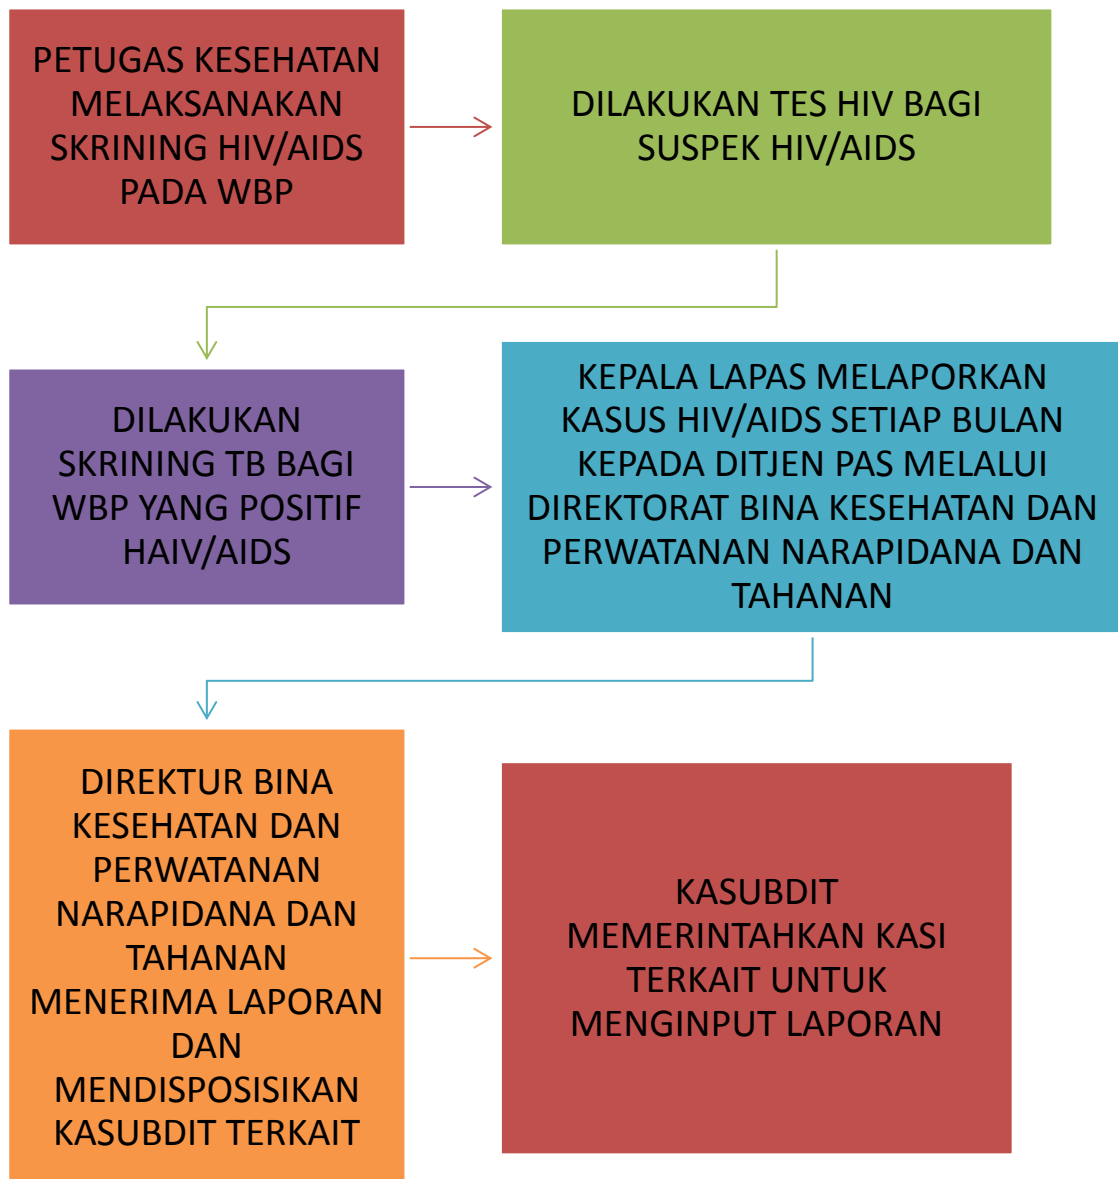 PETUGAS KESEHATAN
MELAKSANAKAN
SKRINING HIV/AIDS
PADA WBP
DILAKUKAN TES HIV BAGI
SUSPEK HIV/AIDS
DILAKUKAN
SKRINING TB BAGI
WBP YANG POSITIF
HAIV/AIDS
KEPALA LAPAS MELAPORKAN
KASUS HIV/AIDS SETIAP BULAN
KEPADA DITJEN PAS MELALUI
DIREKTORAT BINA KESEHATAN DAN
PERWATANAN NARAPIDANA DAN
TAHANAN
DIREKTUR BINA
KESEHATAN DAN
PERWATANAN
NARAPIDANA DAN
TAHANAN
MENERIMA LAPORAN
DAN
MENDISPOSISIKAN
KASUBDIT TERKAIT
KASUBDIT
MEMERINTAHKAN KASI
TERKAIT UNTUK
MENGINPUT LAPORAN